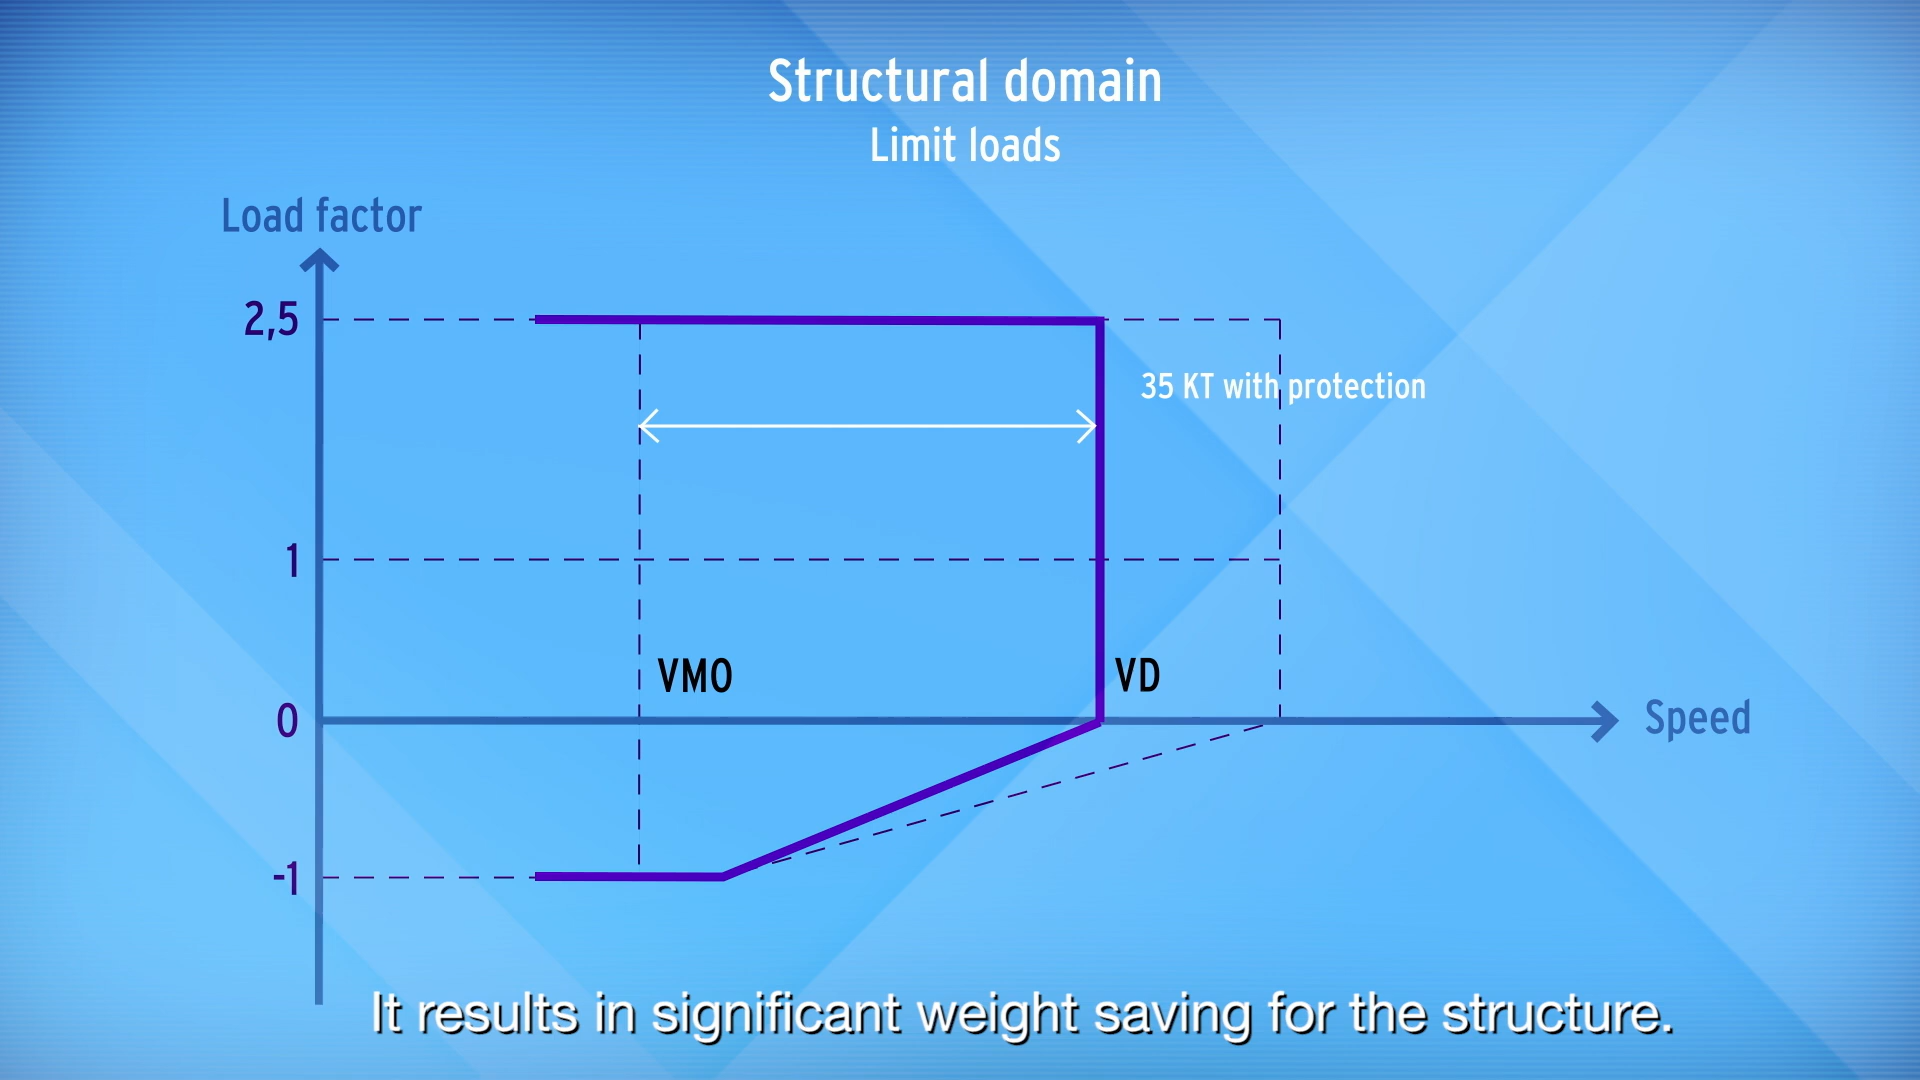 Structural domain
Limit loads
Load factor
2,5
35 KT with protection
1
VMO
VD
0
Speed
-1
It results in significant weight saving for the structure.